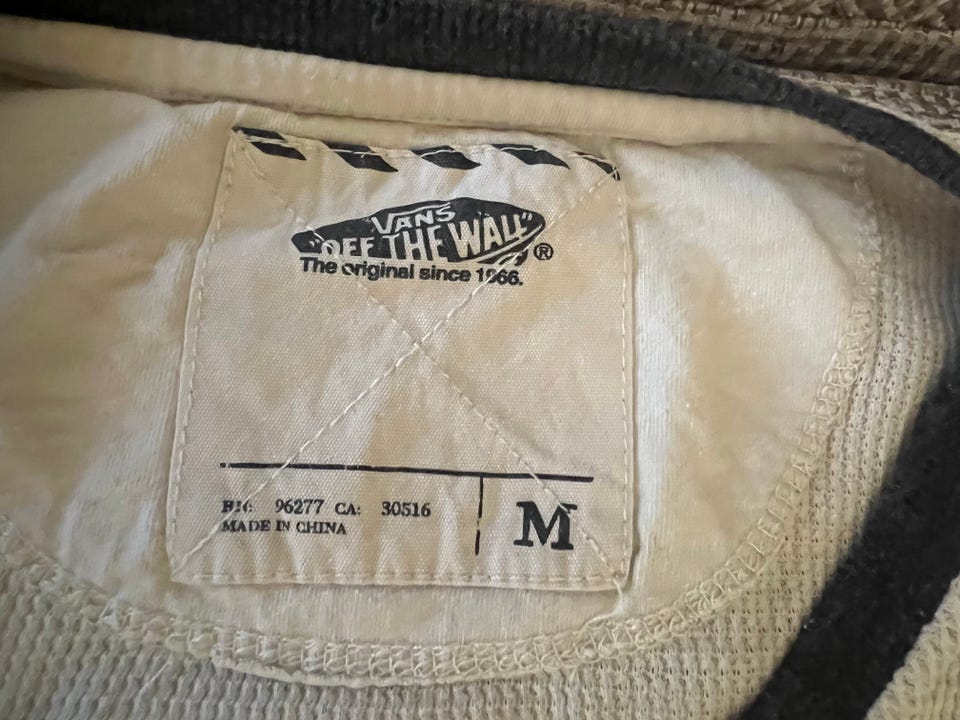 VANS
"OFF THE WALL"®
The original since 1966.
RN: 96277 CA: 30516
MADE IN CHINA
M